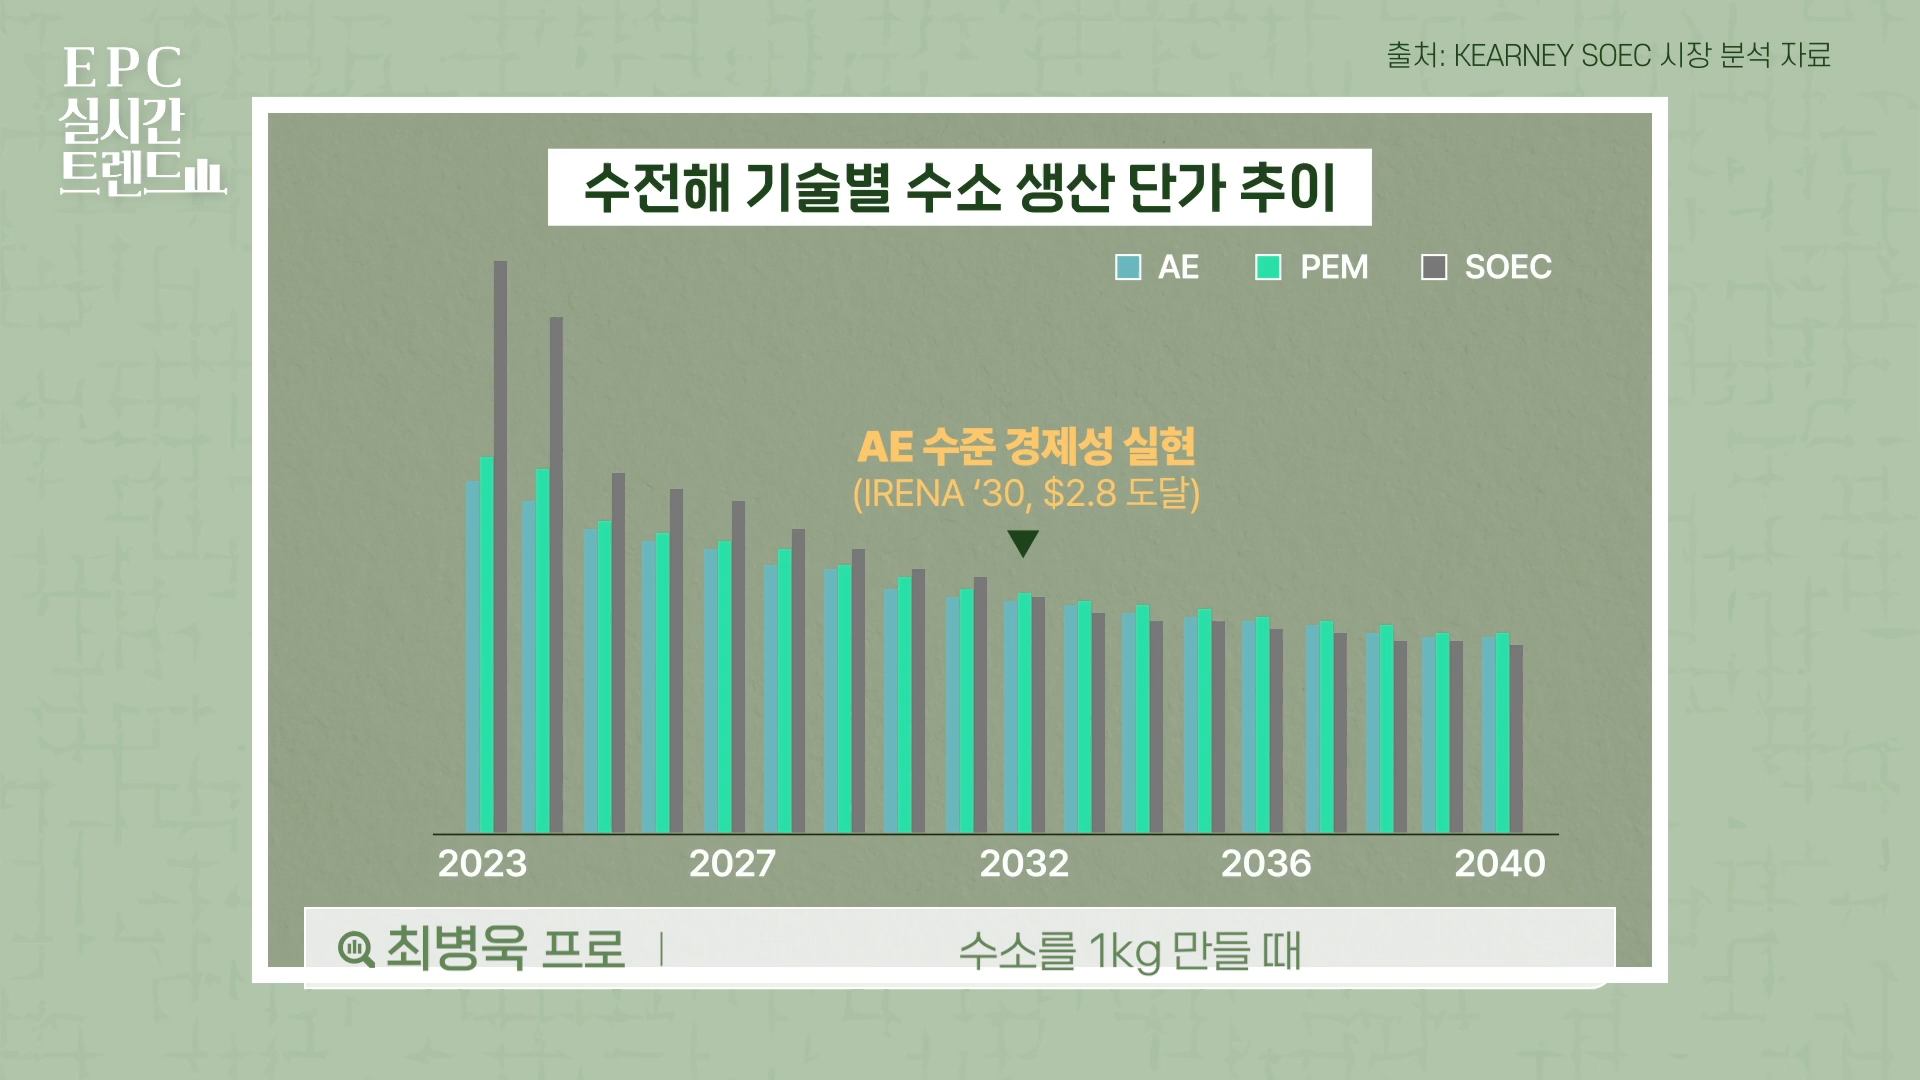 EPC
실시간
트렌드
출처: KEARNEY SOEC 시장 분석 자료
수전해 기술별 수소 생산 단가 추이
AE PEM SOEC
AE 수준 경제성 실현
(IRENA ‘30, $2.8 도달)
2023 2027 2032 2036 2040
최병욱 프로 | 수소를 1kg 만들 때